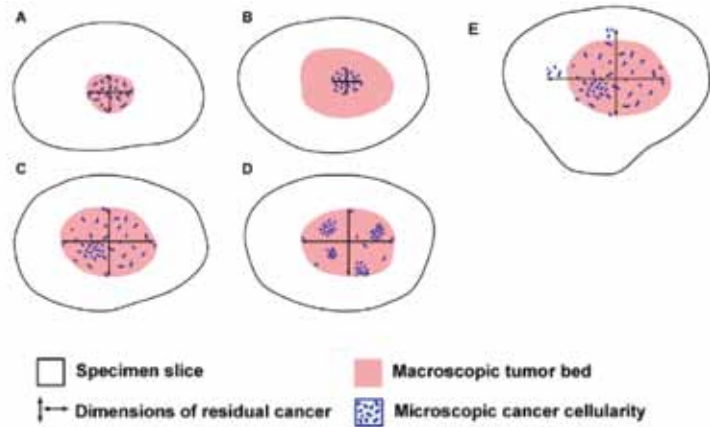 A
B
E
C
D
Specimen slice
Macroscopic tumor bed
Dimensions of residual cancer
Microscopic cancer cellularity